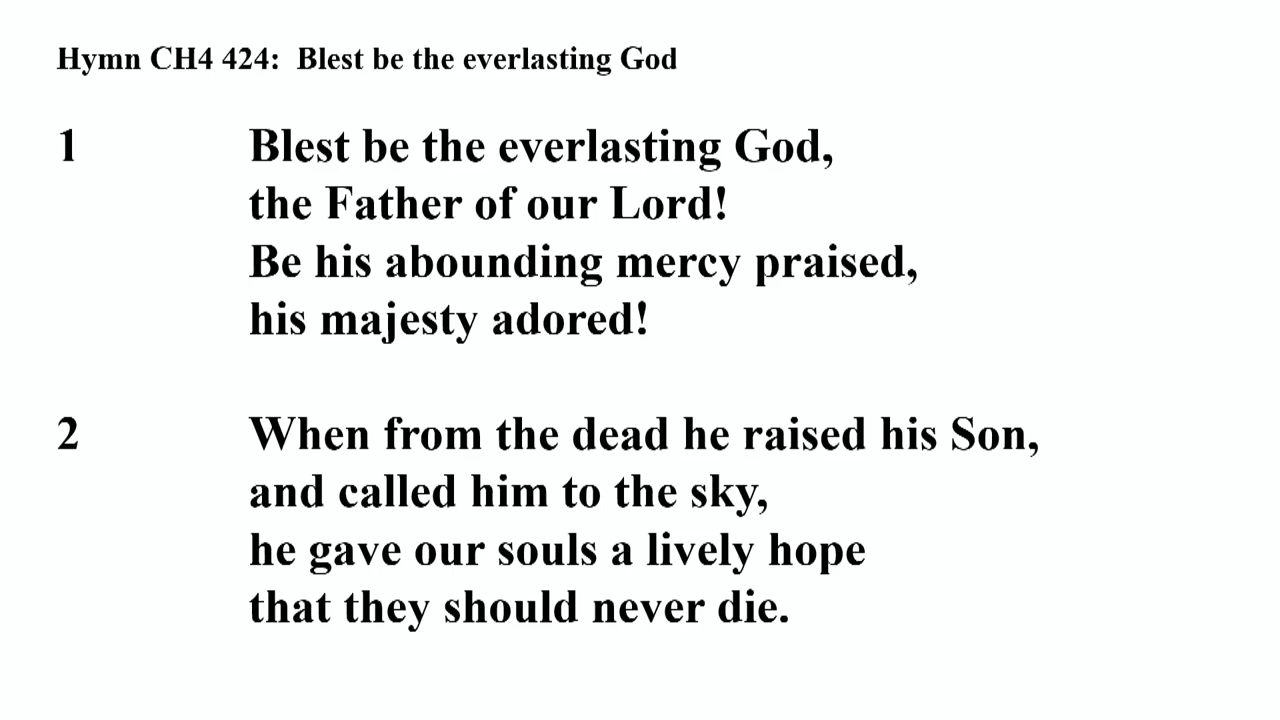 Hymn CH4 424: Blest be the everlasting God
1 Blest be the everlasting God,
the Father of our Lord!
Be his abounding mercy praised,
his majesty adored!
2 When from the dead he raised his Son,
and called him to the sky,
he gave our souls a lively hope
that they should never die.